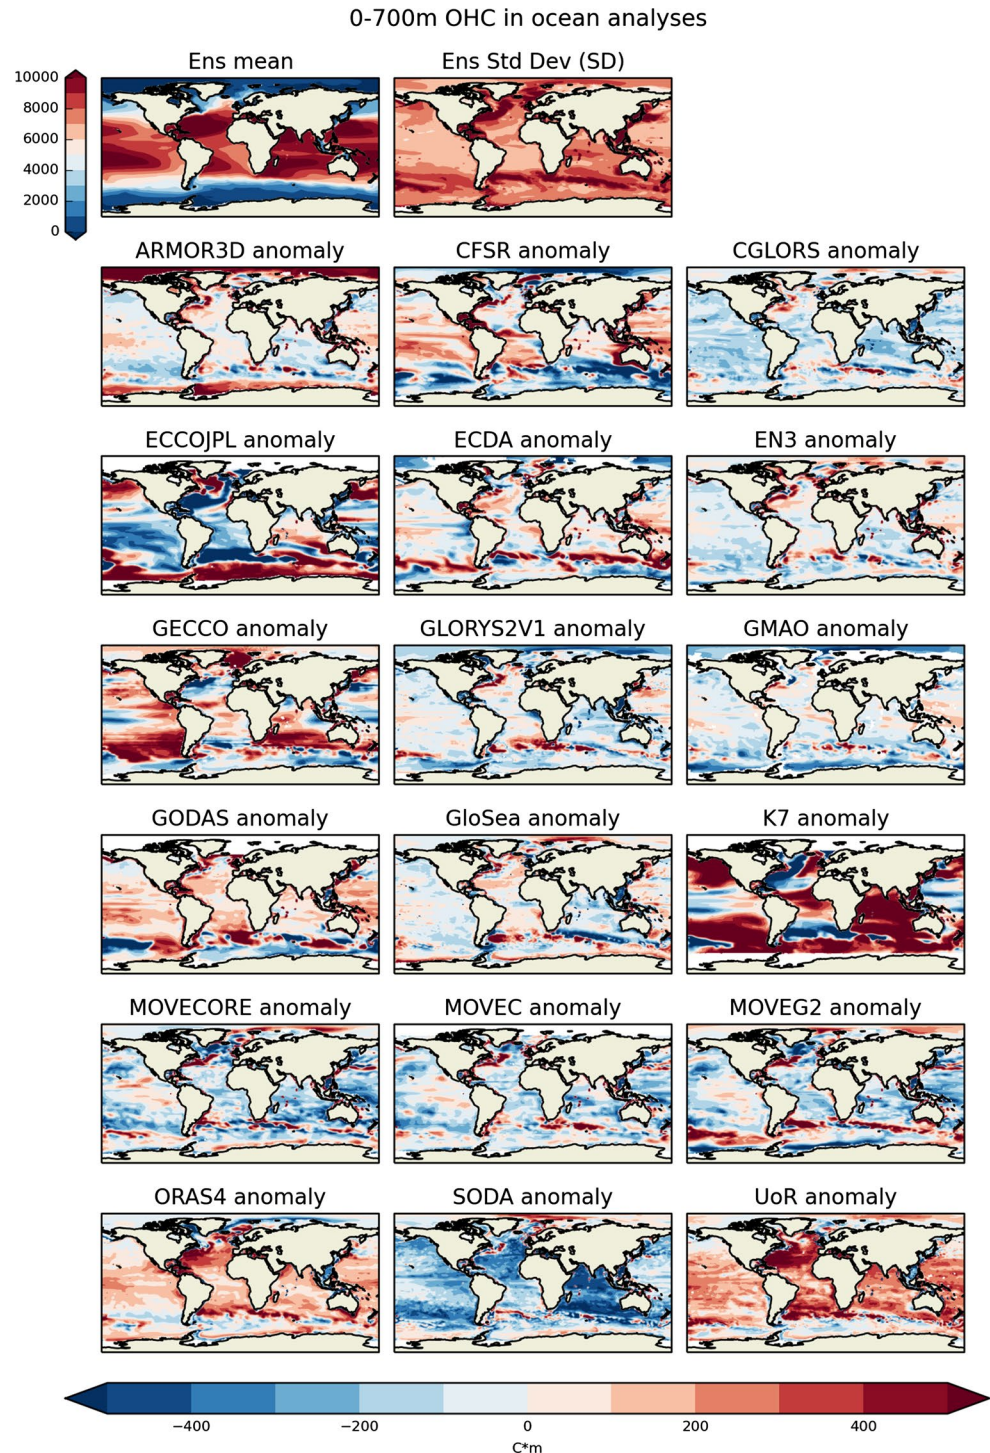 0-700m OHC in ocean analyses
Ens mean
Ens Std Dev (SD)
10000
8000
6000
4000
2000
0
ARMOR3D anomaly
CFSR anomaly
CGLORS anomaly
ECCOJPL anomaly
ECDA anomaly
EN3 anomaly
GECCO anomaly
GLORYS2V1 anomaly
GMAO anomaly
GODAS anomaly
GloSea anomaly
K7 anomaly
MOVECORE anomaly
MOVEC anomaly
MOVEG2 anomaly
ORAS4 anomaly
SODA anomaly
UoR anomaly
−400
−200
0
200
400
C*m